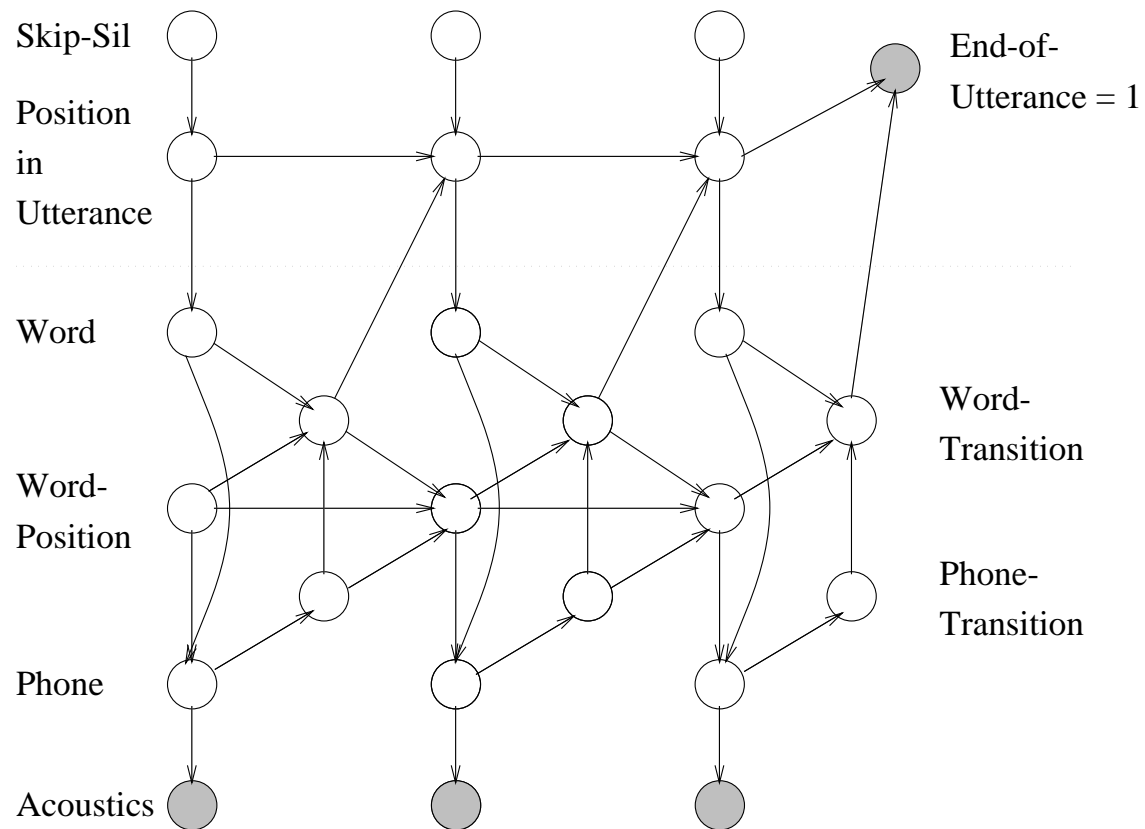 Skip-Sil
End-of-
Utterance = 1
Position
in
Utterance
Word
Word-
Transition
Word-
Position
Phone-
Transition
Phone
Acoustics